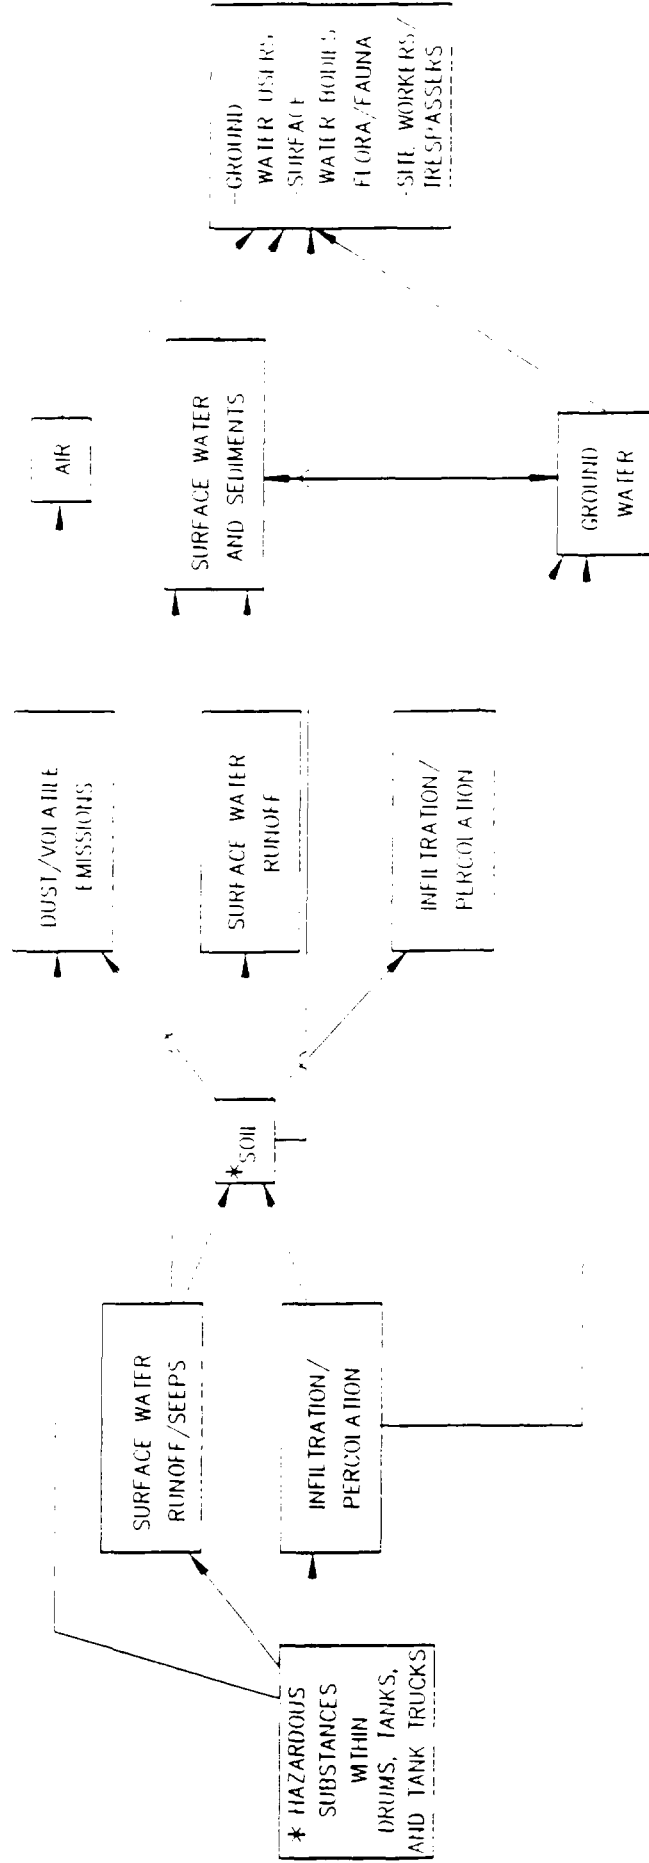 * HAZARDOUS
SUBSTANCES
WITHIN
DRUMS, TANKS,
AND TANK TRUCKS
SURFACE WATER
RUNOFF/SEEPS
INFILTRATION/
PERCOLATION
* SOIL
DUST/VOLATILE
EMISSIONS
SURFACE WATER
RUNOFF
INFILTRATION/
PERCOLATION
AIR
SURFACE WATER
AND SEDIMENTS
GROUND
WATER
-GROUND
WATER USERS
-SURFACE
WATER BODIES
FLORA/FAUNA
-SITE WORKERS/
TRESPASSERS